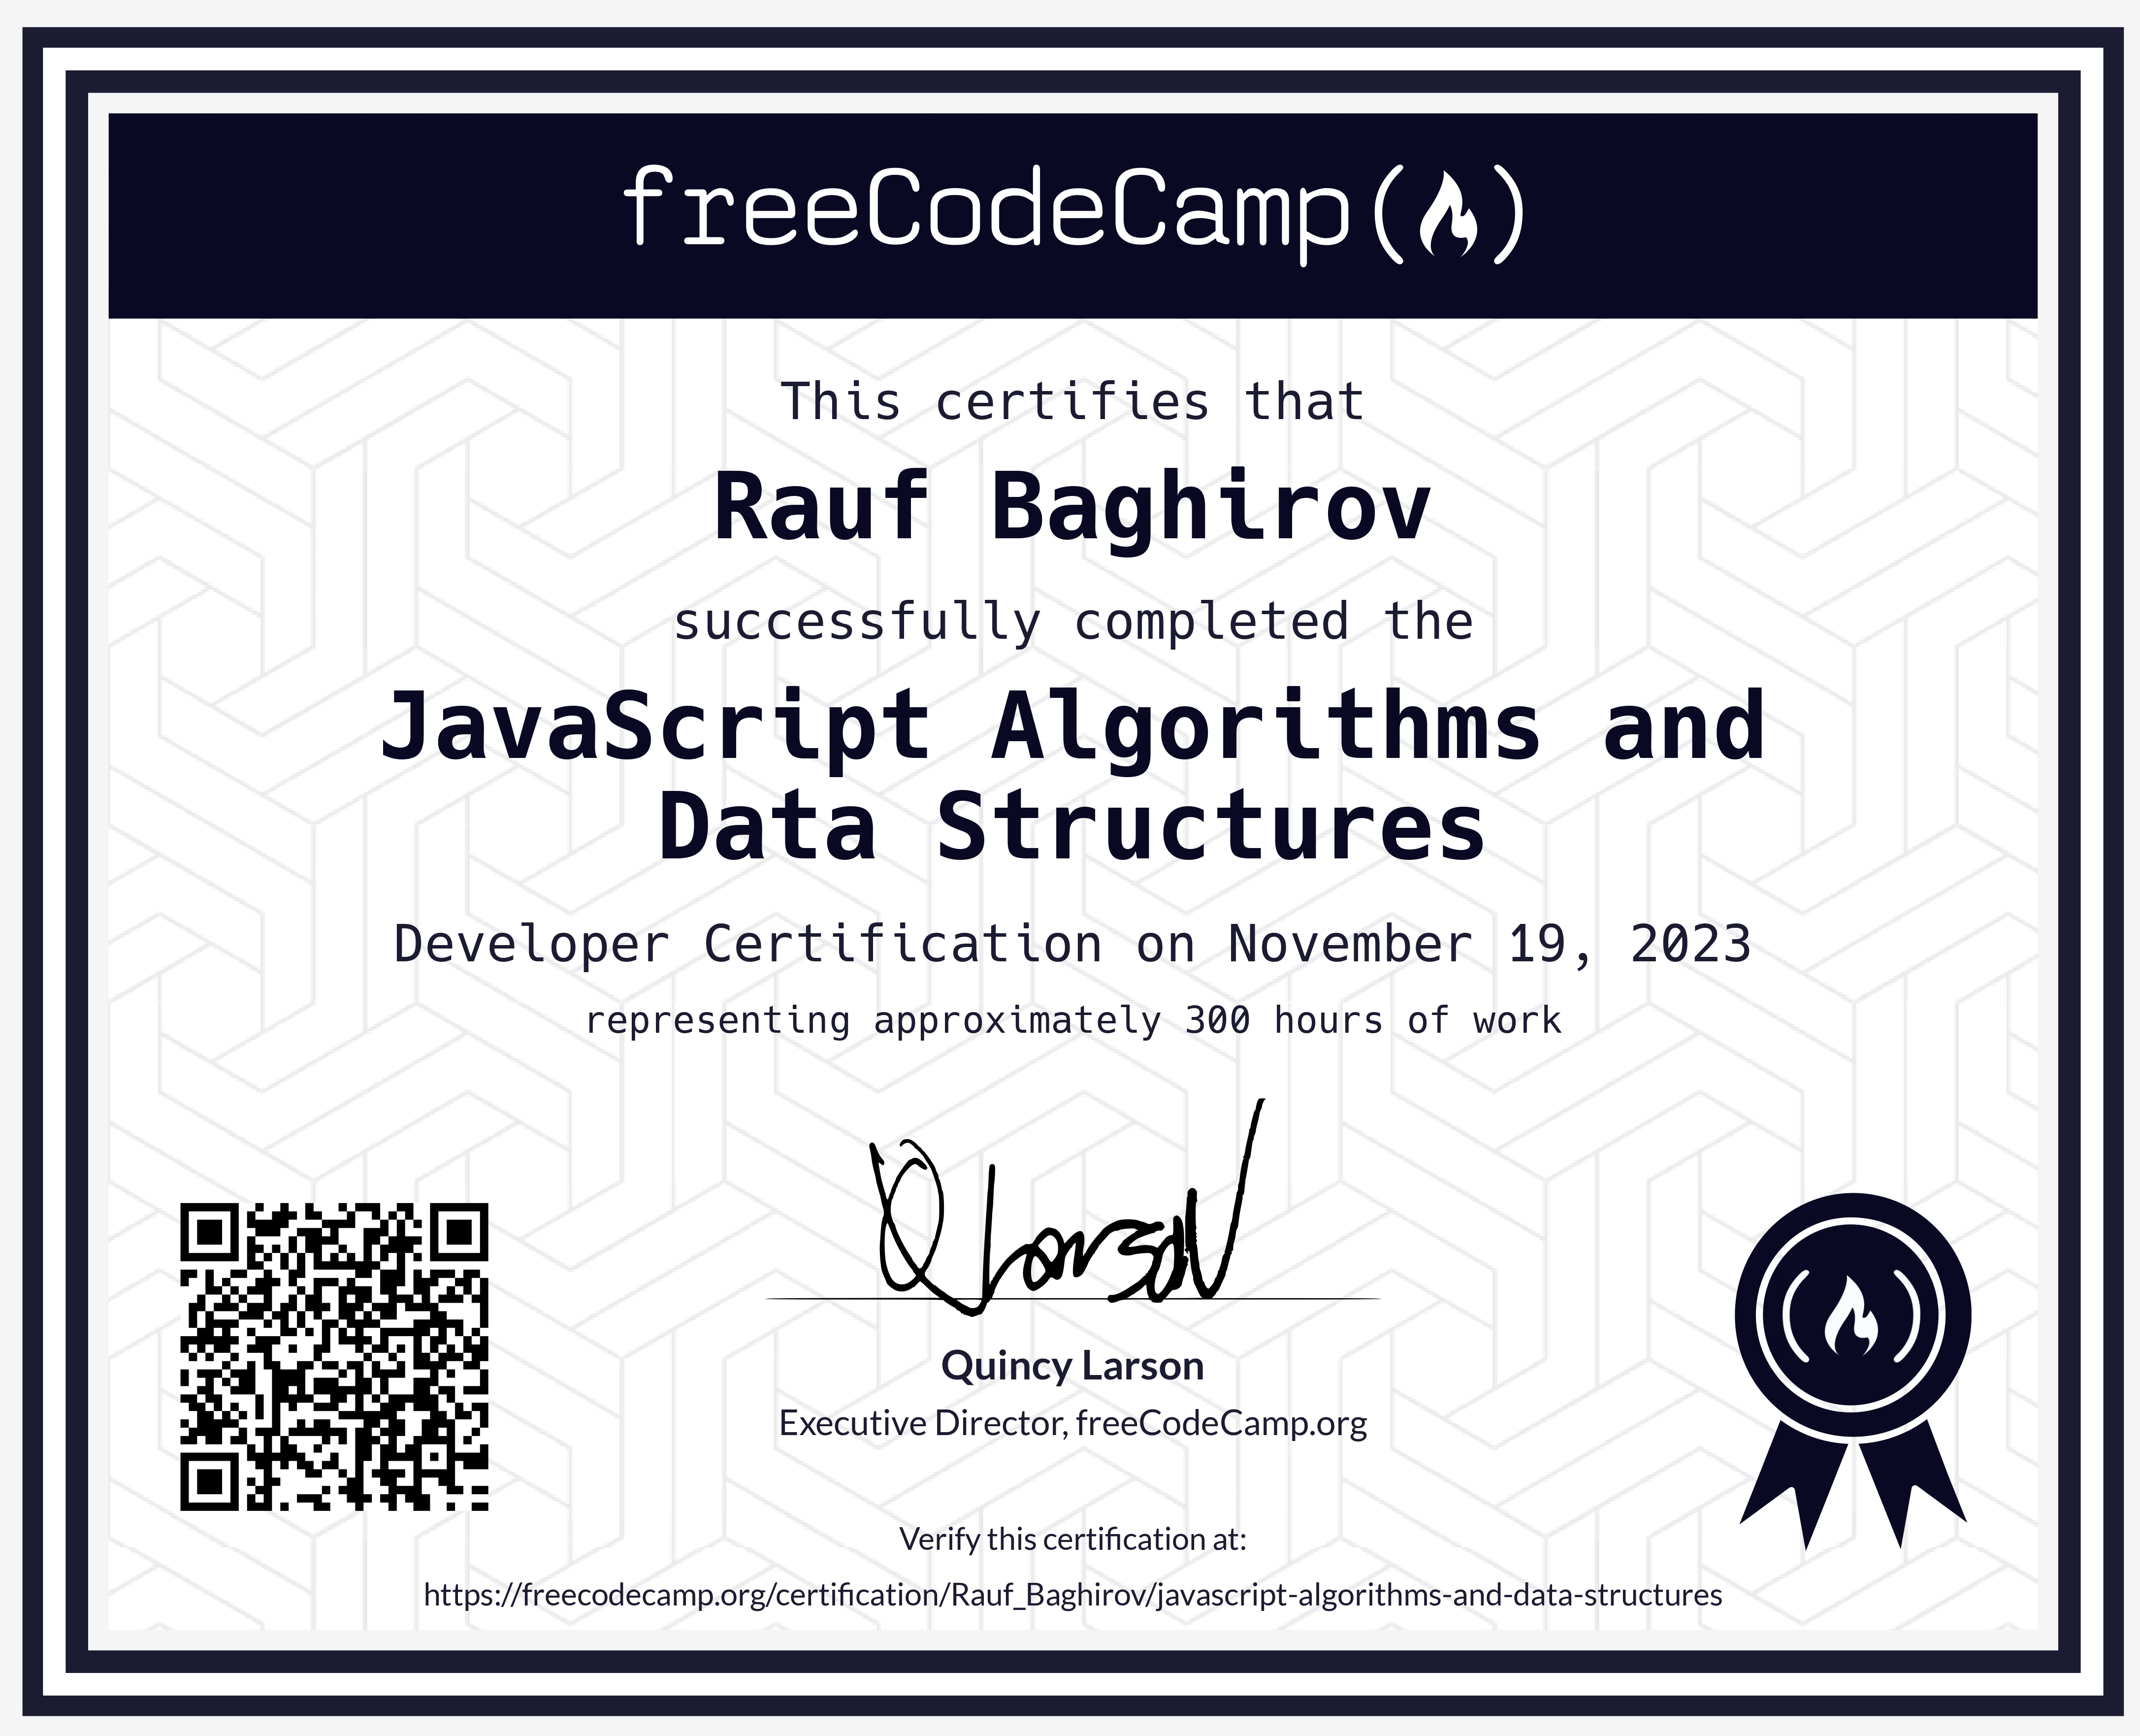 freeCodeCamp
This certifies that
Rauf Baghirov
successfully completed the
JavaScript Algorithms and
Data Structures
Developer Certification on November 19, 2023
representing approximately 300 hours of work
Quincy Larson
Executive Director, freeCodeCamp.org
Verify this certification at:
https://freecodecamp.org/certification/Rauf_Baghirov/javascript-algorithms-and-data-structures